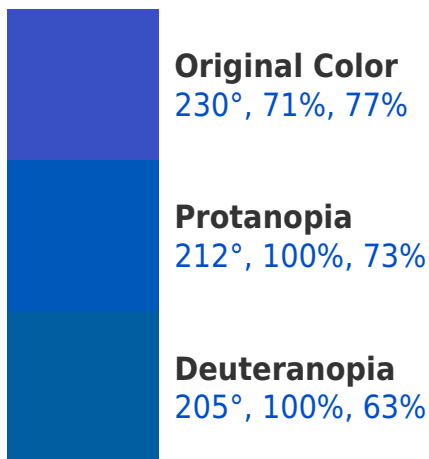 Original Color
230°, 71%, 77%
Protanopia
212°, 100%, 73%
Deuteranopia
205°, 100%, 63%